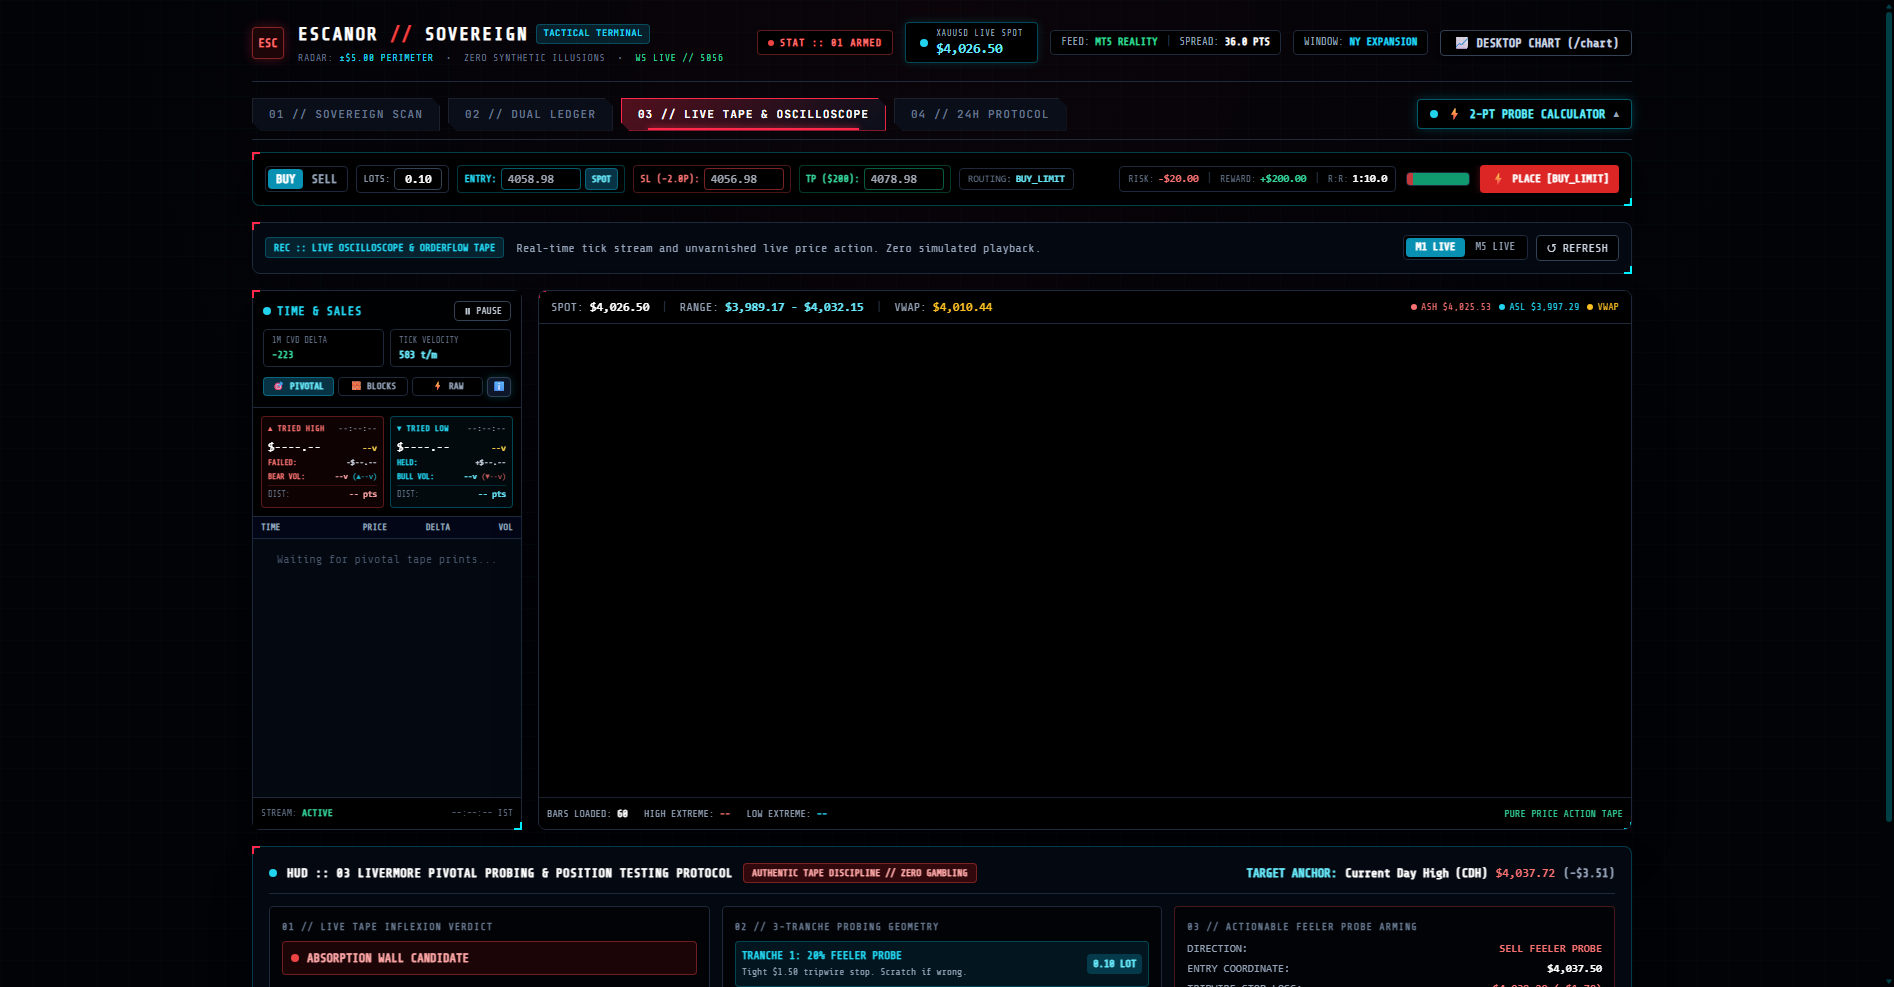 ESC
ESCANOR // SOVEREIGN TACTICAL TERMINAL
RADAR: ±$5.00 PERIMETER · ZERO SYNTHETIC ILLUSIONS · WS LIVE // 5056
STAT :: 01 ARMED
XAUUSD LIVE SPOT
$4,026.50
FEED: MT5 REALITY | SPREAD: 36.0 PTS
WINDOW: NY EXPANSION
DESKTOP CHART (/chart)
01 // SOVEREIGN SCAN
02 // DUAL LEDGER
03 // LIVE TAPE & OSCILLOSCOPE
04 // 24H PROTOCOL
2-PT PROBE CALCULATOR ▲
BUY SELL
LOTS: 0.10
ENTRY: 4058.98 SPOT
SL (-2.0P): 4056.98
TP ($200): 4078.98
ROUTING: BUY_LIMIT
RISK: -$20.00 | REWARD: +$200.00 | R:R: 1:10.0
PLACE [BUY_LIMIT]
REC :: LIVE OSCILLOSCOPE & ORDERFLOW TAPE
Real-time tick stream and unvarnished live price action. Zero simulated playback.
M1 LIVE M5 LIVE
↺ REFRESH
TIME & SALES
⏸ PAUSE
1M CVD DELTA
-223
TICK VELOCITY
503 t/m
PIVOTAL
BLOCKS
RAW
▲ TRIED HIGH --:--:--
$----.-- --v
FAILED: -$--.--
BEAR VOL: --v (▲--v)
DIST: -- pts
▼ TRIED LOW --:--:--
$----.-- --v
HELD: +$--.--
BULL VOL: --v (▼--v)
DIST: -- pts
TIME PRICE DELTA VOL
Waiting for pivotal tape prints...
STREAM: ACTIVE --:--:-- IST
SPOT: $4,026.50 | RANGE: $3,989.17 - $4,032.15 | VWAP: $4,010.44
ASH $4,025.53 ASL $3,997.29 VWAP
BARS LOADED: 60 HIGH EXTREME: -- LOW EXTREME: --
PURE PRICE ACTION TAPE
HUD :: 03 LIVERMORE PIVOTAL PROBING & POSITION TESTING PROTOCOL
AUTHENTIC TAPE DISCIPLINE // ZERO GAMBLING
TARGET ANCHOR: Current Day High (CDH) $4,037.72 (-$3.51)
01 // LIVE TAPE INFLEXION VERDICT
ABSORPTION WALL CANDIDATE
02 // 3-TRANCHE PROBING GEOMETRY
TRANCHE 1: 20% FEELER PROBE
Tight $1.50 tripwire stop. Scratch if wrong.
0.10 LOT
03 // ACTIONABLE FEELER PROBE ARMING
DIRECTION: SELL FEELER PROBE
ENTRY COORDINATE: $4,037.50